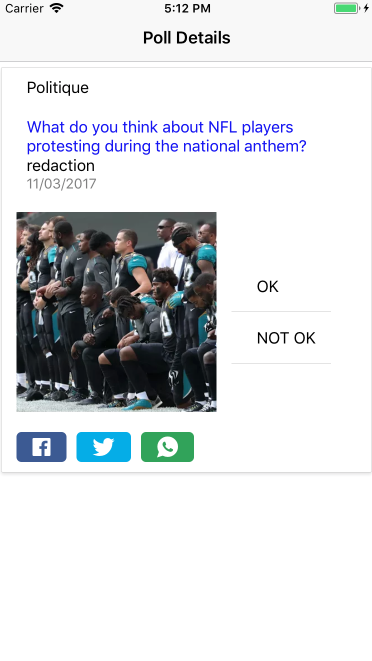 Carrier 5:12 PM
Poll Details
Politique
What do you think about NFL players
protesting during the national anthem?
redaction
11/03/2017
OK
NOT OK